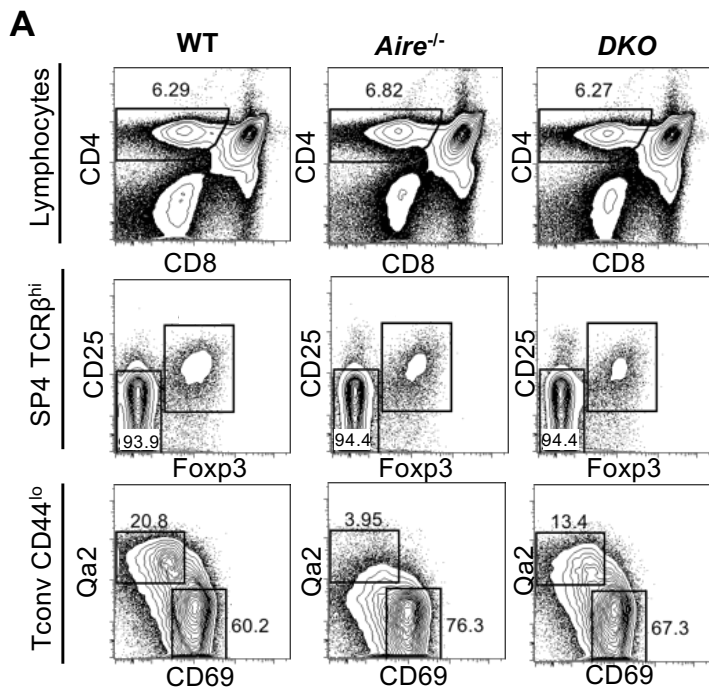 A
WT Aire-/- DKO
Lymphocytes
CD4 6.29 CD4 6.82 CD4 6.27
CD8 CD8 CD8
SP4 TCRβhi
CD25 CD25 CD25
93.9 94.4 94.4
Foxp3 Foxp3 Foxp3
Tconv CD44lo
Qa2 20.8 Qa2 3.95 Qa2 13.4
60.2 76.3 67.3
CD69 CD69 CD69